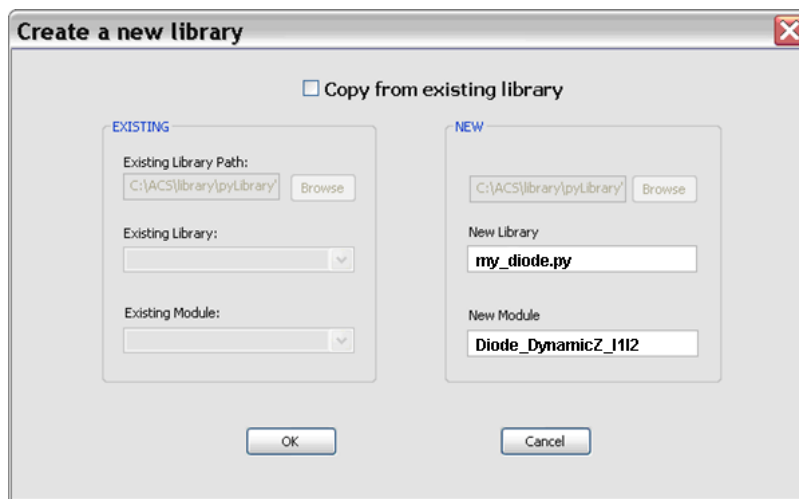 Create a new library
Copy from existing library
EXISTING
Existing Library Path:
C:\ACS\library\pyLibrary'
Browse
Existing Library:
Existing Module:
NEW
C:\ACS\library\pyLibrary'
Browse
New Library
my_diode.py
New Module
Diode_DynamicZ_I1I2
OK
Cancel